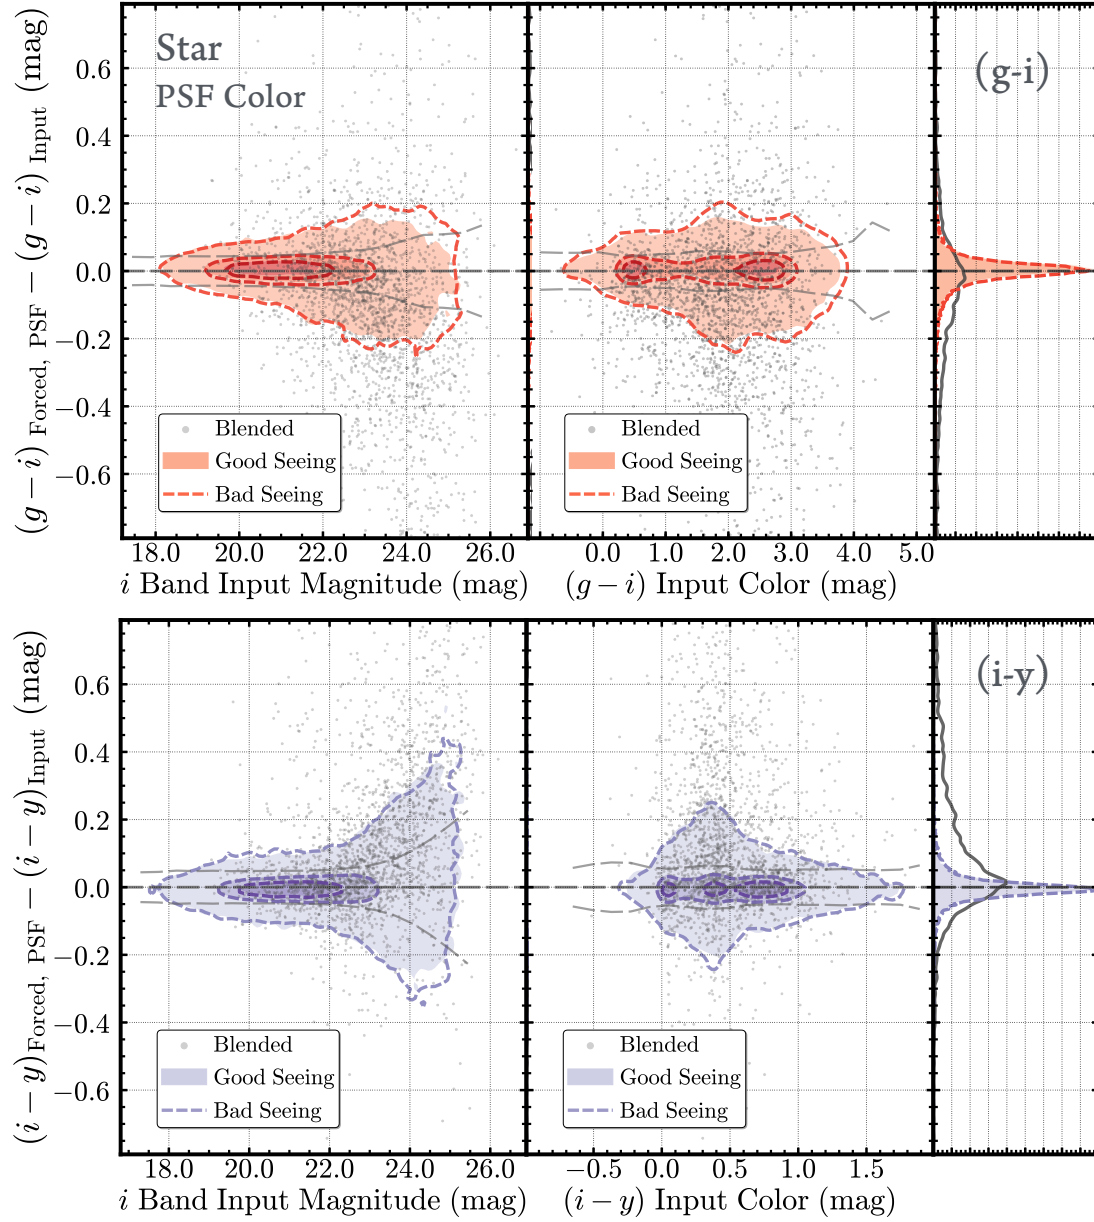 (g − i) Forced, PSF − (g − i) Input (mag)
Star
PSF Color
(g-i)
0.6
0.4
0.2
0.0
−0.2
−0.4
−0.6
Blended
Good Seeing
Bad Seeing
Blended
Good Seeing
Bad Seeing
18.0 20.0 22.0 24.0 26.0
0.0 1.0 2.0 3.0 4.0 5.0
i Band Input Magnitude (mag)
(g − i) Input Color (mag)
(i − y)Forced, PSF − (i − y)Input (mag)
(i-y)
0.6
0.4
0.2
0.0
−0.2
−0.4
−0.6
Blended
Good Seeing
Bad Seeing
Blended
Good Seeing
Bad Seeing
18.0 20.0 22.0 24.0 26.0
−0.5 0.0 0.5 1.0 1.5
i Band Input Magnitude (mag)
(i − y) Input Color (mag)